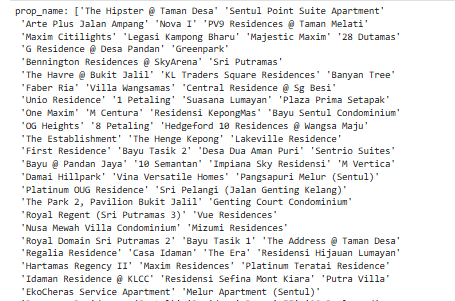 prop_name: ['The Hipster @ Taman Desa' 'Sentul Point Suite Apartment'
'Arte Plus Jalan Ampang' 'Nova I' 'PV9 Residences @ Taman Melati'
'Maxim Citilights' 'Legasi Kampong Bharu' 'Majestic Maxim' '28 Dutamas'
'G Residence @ Desa Pandan' 'Greenpark'
'Bennington Residences @ SkyArena' 'Sri Putramas'
'The Havre @ Bukit Jalil' 'KL Traders Square Residences' 'Banyan Tree'
'Faber Ria' 'Villa Wangsamas' 'Central Residence @ Sg Besi'
'Unio Residence' '1 Petaling' 'Suasana Lumayan' 'Plaza Prima Setapak'
'One Maxim' 'M Centura' 'Residensi KepongMas' 'Bayu Sentul Condominium'
'OG Heights' '8 Petaling' 'Hedgeford 10 Residences @ Wangsa Maju'
'The Establishment' 'The Henge Kepong' 'Lakeville Residence'
'First Residence' 'Bayu Tasik 2' 'Desa Dua Aman Puri' 'Sentrio Suites'
'Bayu @ Pandan Jaya' '10 Semantan' 'Impiana Sky Residensi' 'M Vertica'
'Damai Hillpark' 'Vina Versatile Homes' 'Pangsapuri Melur (Sentul)'
'Platinum OUG Residence' 'Sri Pelangi (Jalan Genting Kelang)'
'The Park 2, Pavilion Bukit Jalil' 'Genting Court Condominium'
'Royal Regent (Sri Putramas 3)' 'Vue Residences'
'Nusa Mewah Villa Condominium' 'Mizumi Residences'
'Royal Domain Sri Putramas 2' 'Bayu Tasik 1' 'The Address @ Taman Desa'
'Regalia Residence' 'Casa Idaman' 'The Era' 'Residensi Hijauan Lumayan'
'Hartamas Regency II' 'Maxim Residences' 'Platinum Teratai Residence'
'Idaman Residence @ KLCC' 'Residensi Sefina Mont Kiara' 'Putra Villa'
'EkoCheras Service Apartment' 'Melur Apartment (Sentul)'